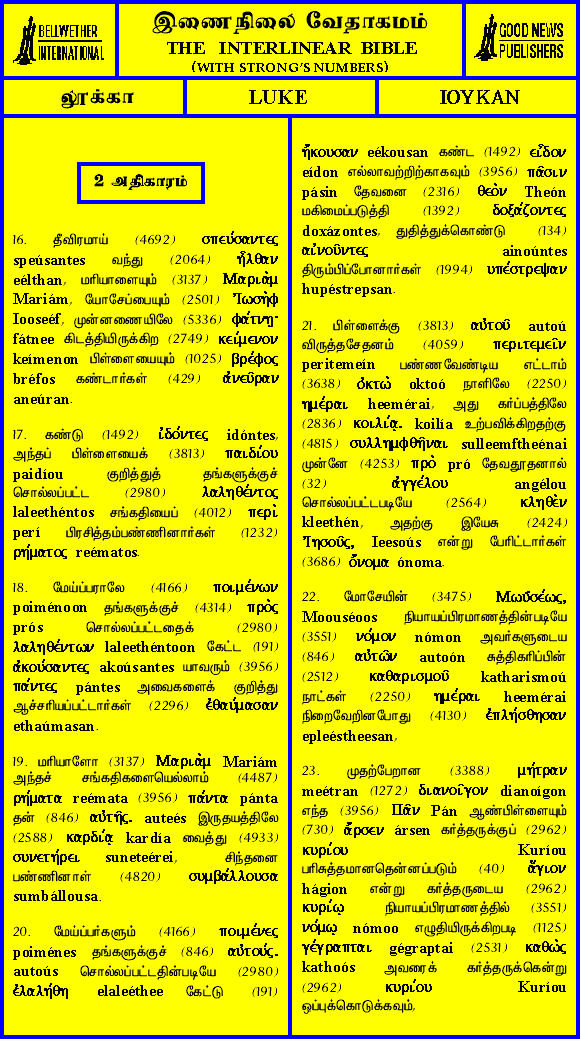 BELLWETHER
INTERNATIONAL
இணைநிலை வேதாகமம்
THE INTERLINEAR BIBLE
(WITH STRONG'S NUMBERS)
GOOD NEWS
PUBLISHERS
லூக்கா
LUKE
ΙΟΥΚΑΝ
2 அதிகாரம்
16. தீவிரமாய் (4692) σπεύσαντες
speúsantes வந்து (2064) ἦλθαν
eélthan, மரியாளையும் (3137) Μαριὰμ
Mariám, யோசேப்பையும் (2501) Ἰωσὴφ
Iooseéf, முன்னணையிலே (5336) φάτνῃ·
fátnee கிடத்தியிருக்கிற (2749) κείμενον
keímenon பிள்ளையையும் (1025) βρέφος
bréfos கண்டார்கள் (429) ἀνεῦραν
aneúran.
17. கண்டு (1492) ἰδόντες idóntes,
அந்தப் பிள்ளையைக் (3813) παιδίου
paidíou குறித்துத் தங்களுக்குச்
சொல்லப்பட்ட (2980) λαληθέντος
laleethéntos சங்கதியைப் (4012) περὶ
perí பிரசித்தம்பண்ணினார்கள் (1232)
ῥήματος reématos.
18. மேய்ப்பராலே (4166) ποιμένων
poiménoon தங்களுக்குச் (4314) πρὸς
prós சொல்லப்பட்டதைக் (2980)
λαληθέντων laleethéntoon கேட்ட (191)
ἀκούσαντες akoúsantes யாவரும் (3956)
πάντες pántes அவைகளைக் குறித்து
ஆச்சரியப்பட்டார்கள் (2296) ἐθαύμασαν
ethaúmasan.
19. மரியாளோ (3137) Μαριὰμ Mariám
அந்தச் சங்கதிகளையெல்லாம் (4487)
ῥήματα reémata (3956) πάντα pánta
தன் (846) αὐτῆς. auteés இருதயத்திலே
(2588) καρδίᾳ kardía வைத்து (4933)
συνετήρει suneteérei, சிந்தனை
பண்ணினாள் (4820) συμβάλλουσα
sumbállousa.
20. மேய்ப்பர்களும் (4166) ποιμένες
poiménes தங்களுக்குச் (846) αὐτούς.
autoús சொல்லப்பட்டதின்படியே (2980)
ἐλαλήθη elaleéthee கேட்டு (191)
ἤκουσαν eékousan கண்ட (1492) εἶδον
eídon எல்லாவற்றிற்காகவும் (3956) πᾶσιν
pásin தேவனை (2316) θεὸν Theón
மகிமைப்படுத்தி (1392) δοξάζοντες
doxázontes, துதித்துக்கொண்டு (134)
αἰνοῦντες ainoúntes
திரும்பிப்போனார்கள் (1994) υπέστρεψαν
hupéstrepsan.
21. பிள்ளைக்கு (3813) αὐτοῦ autoú
விருத்தசேதனம் (4059) περιτεμεῖν
peritemeín பண்ணவேண்டிய எட்டாம்
(3638) ὀκτὼ oktoó நாளிலே (2250)
ημέραι heemérai, அது கர்ப்பத்திலே
(2836) κοιλίᾳ. koilía உற்பவிக்கிறதற்கு
(4815) συλλημφθῆναι sulleemftheénai
முன்னே (4253) πρὸ pró தேவதூதனால்
(32) ἀγγέλου angélou
சொல்லப்பட்டபடியே (2564) κληθὲν
kleethén, அதற்கு இயேசு (2424)
Ἰησοῦς, Ieesoús என்று பேரிட்டார்கள்
(3686) ὄνομα ónoma.
22. மோசேயின் (3475) Μωϋσέως,
Moouséoos நியாயப்பிரமாணத்தின்படியே
(3551) νόμον nómon அவர்களுடைய
(846) αὐτῶν autoón சுத்திகரிப்பின்
(2512) καθαρισμοῦ katharismoú
நாட்கள் (2250) ημέραι heemérai
நிறைவேறினபோது (4130) ἐπλήσθησαν
epleéstheesan,
23. முதற்பேறான (3388) μήτραν
meétran (1272) διανοῖγον dianoígon
எந்த (3956) Πᾶν Pán ஆண்பிள்ளையும்
(730) ἄρσεν ársen கர்த்தருக்குப் (2962)
κυρίου Kuríou
பரிசுத்தமானதென்னப்படும் (40) ἅγιον
hágion என்று கர்த்தருடைய (2962)
κυρίῳ நியாயப்பிரமாணத்தில் (3551)
νόμῳ nómoo எழுதியிருக்கிறபடி (1125)
γέγραπται gégraptai (2531) καθὼς
kathoós அவரைக் கர்த்தருக்கென்று
(2962) κυρίου Kuríou
ஒப்புக்கொடுக்கவும்,